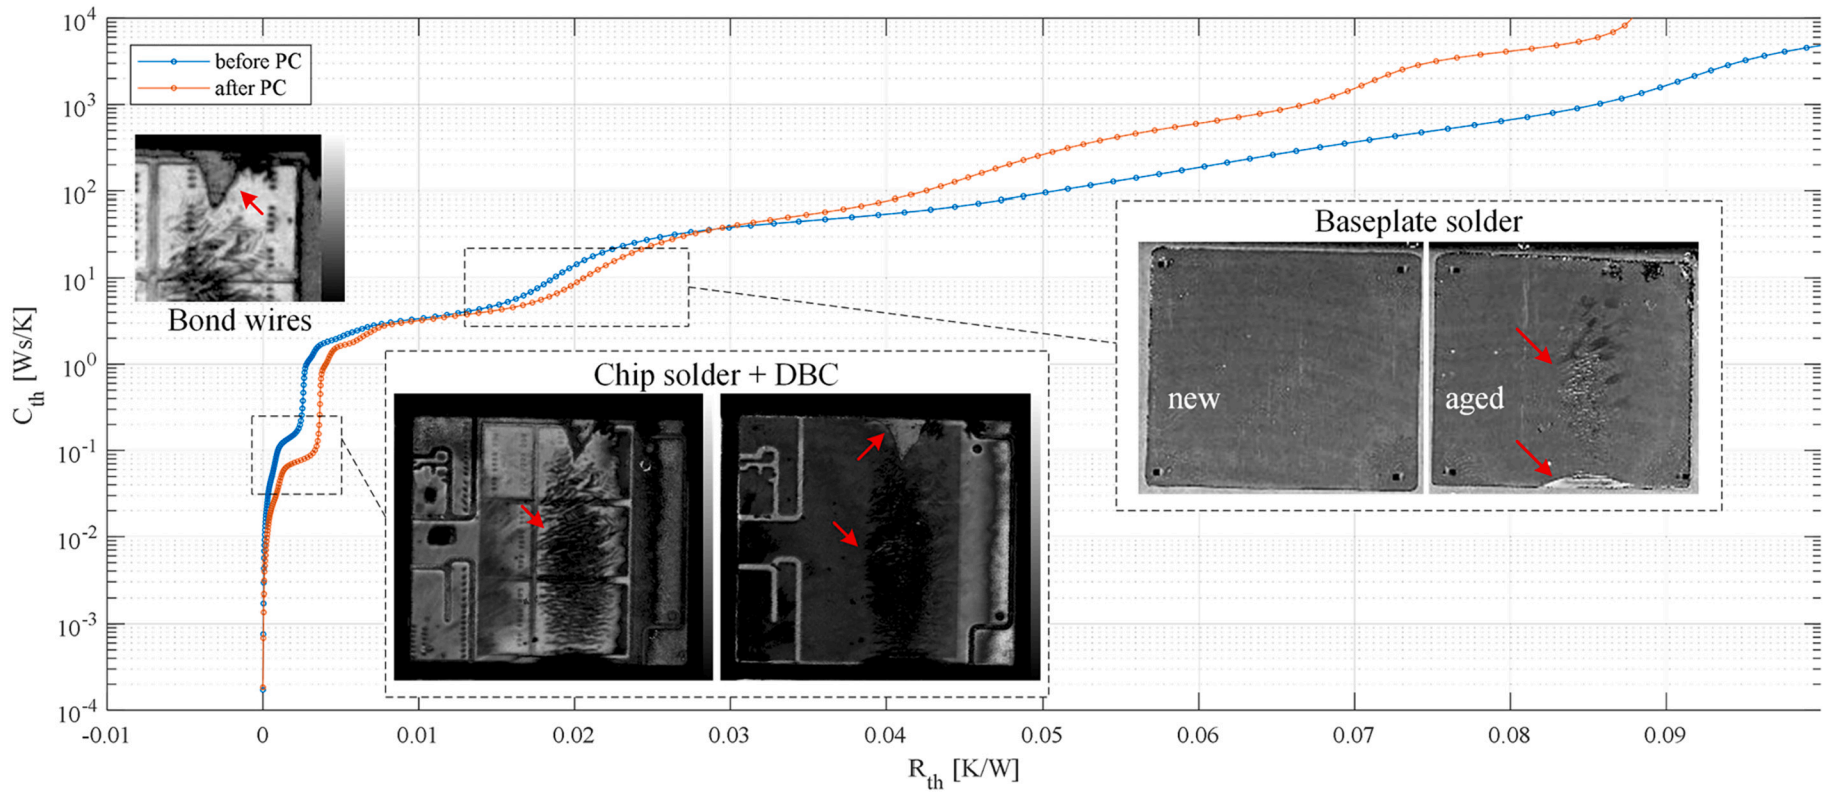 before PC
after PC
10^4
10^3
10^2
10^1
10^0
10^-1
10^-2
10^-3
10^-4
C_th [Ws/K]
Bond wires
Chip solder + DBC
Baseplate solder
new
aged
-0.01
0
0.01
0.02
0.03
0.04
0.05
0.06
0.07
0.08
0.09
R_th [K/W]